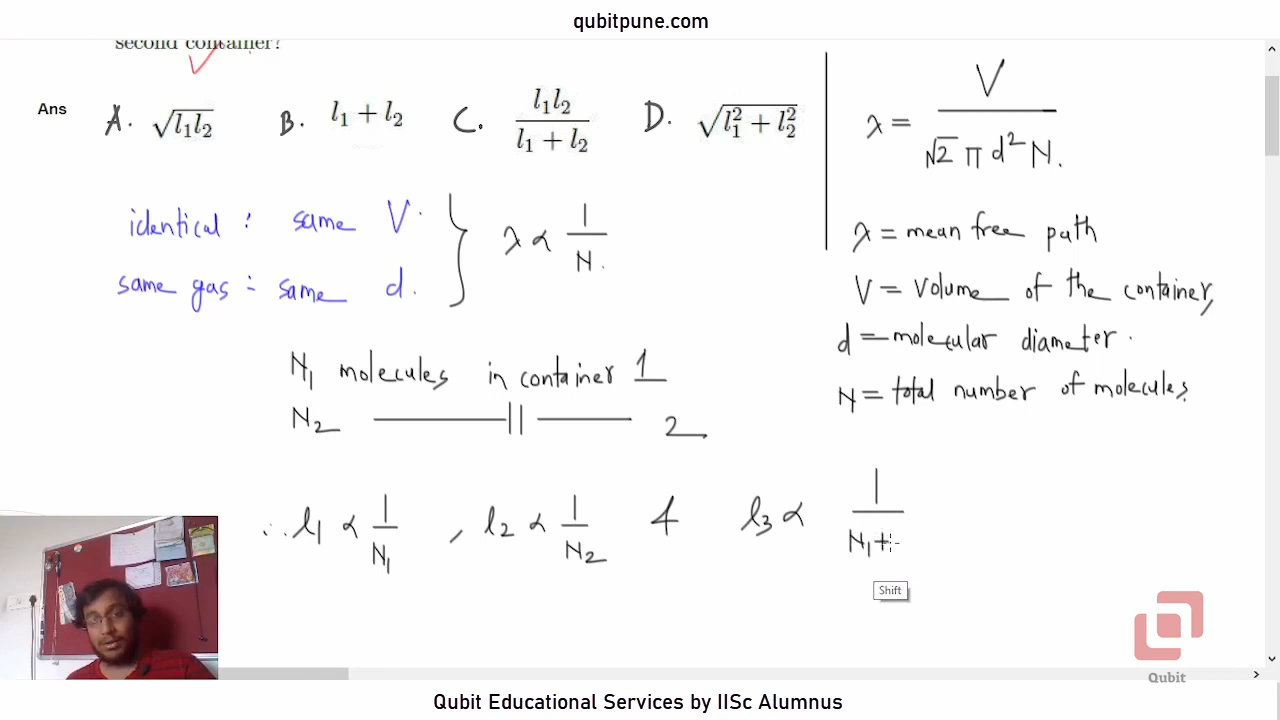 qubitpune.com
second container?
Ans A. √l₁l₂ B. l₁ + l₂ C. l₁l₂/(l₁ + l₂) D. √(l₁² + l₂²)
λ = V/(√2 π d² N).
identical : same V.
same gas : same d.
λ ∝ 1/N.
λ = mean free path
V = Volume of the container,
d = molecular diameter.
N = total number of molecules.
N₁ molecules in container 1
N₂ —— || —— 2
∴ l₁ ∝ 1/N₁ , l₂ ∝ 1/N₂ & l₃ ∝ 1/(N₁+
Shift
Qubit
Qubit Educational Services by IISc Alumnus